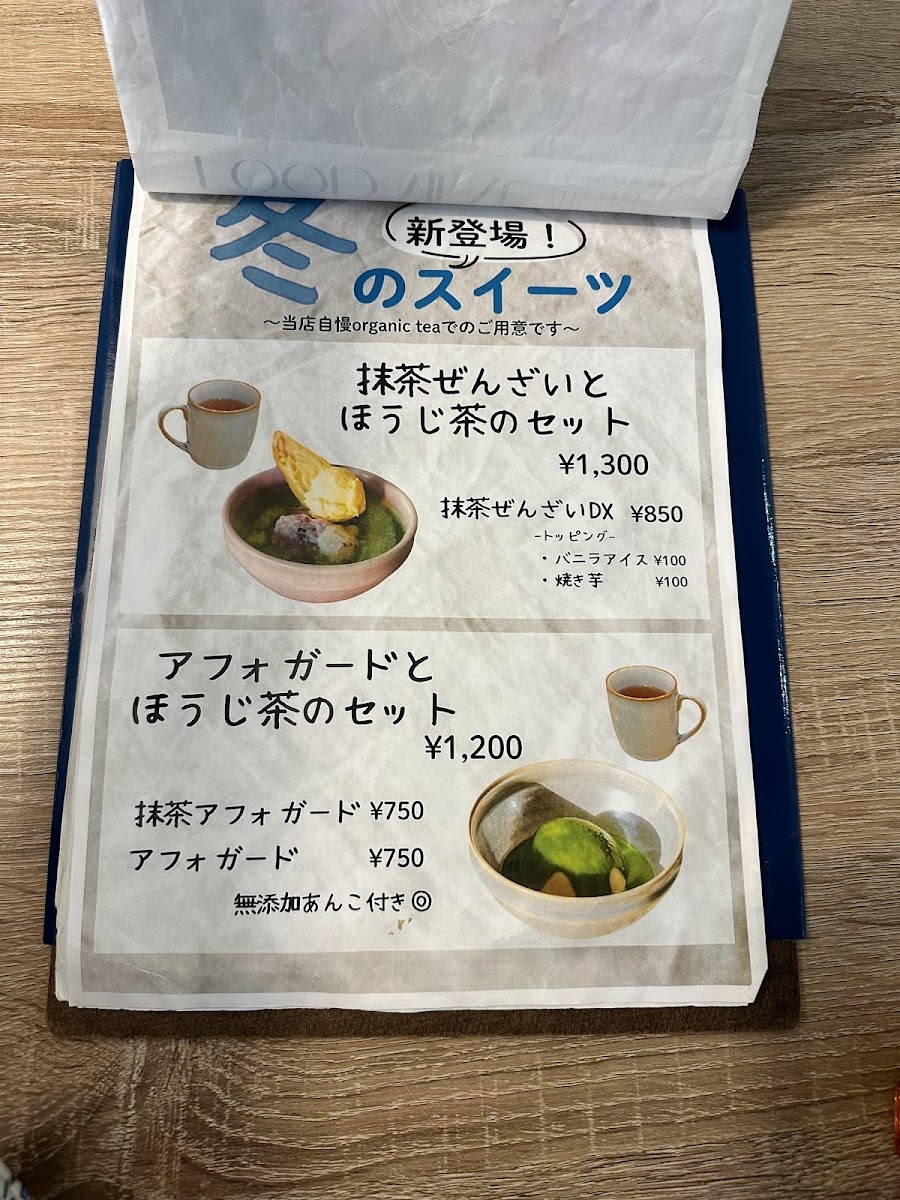 新登場！
冬のスイーツ
～当店自慢organic teaでのご用意です～
抹茶ぜんざいと
ほうじ茶のセット
¥1,300
抹茶ぜんざいDX ¥850
-トッピング-
・バニラアイス ¥100
・焼き芋 ¥100
アフォガードと
ほうじ茶のセット
¥1,200
抹茶アフォガード ¥750
アフォガード ¥750
無添加あんこ付き◎